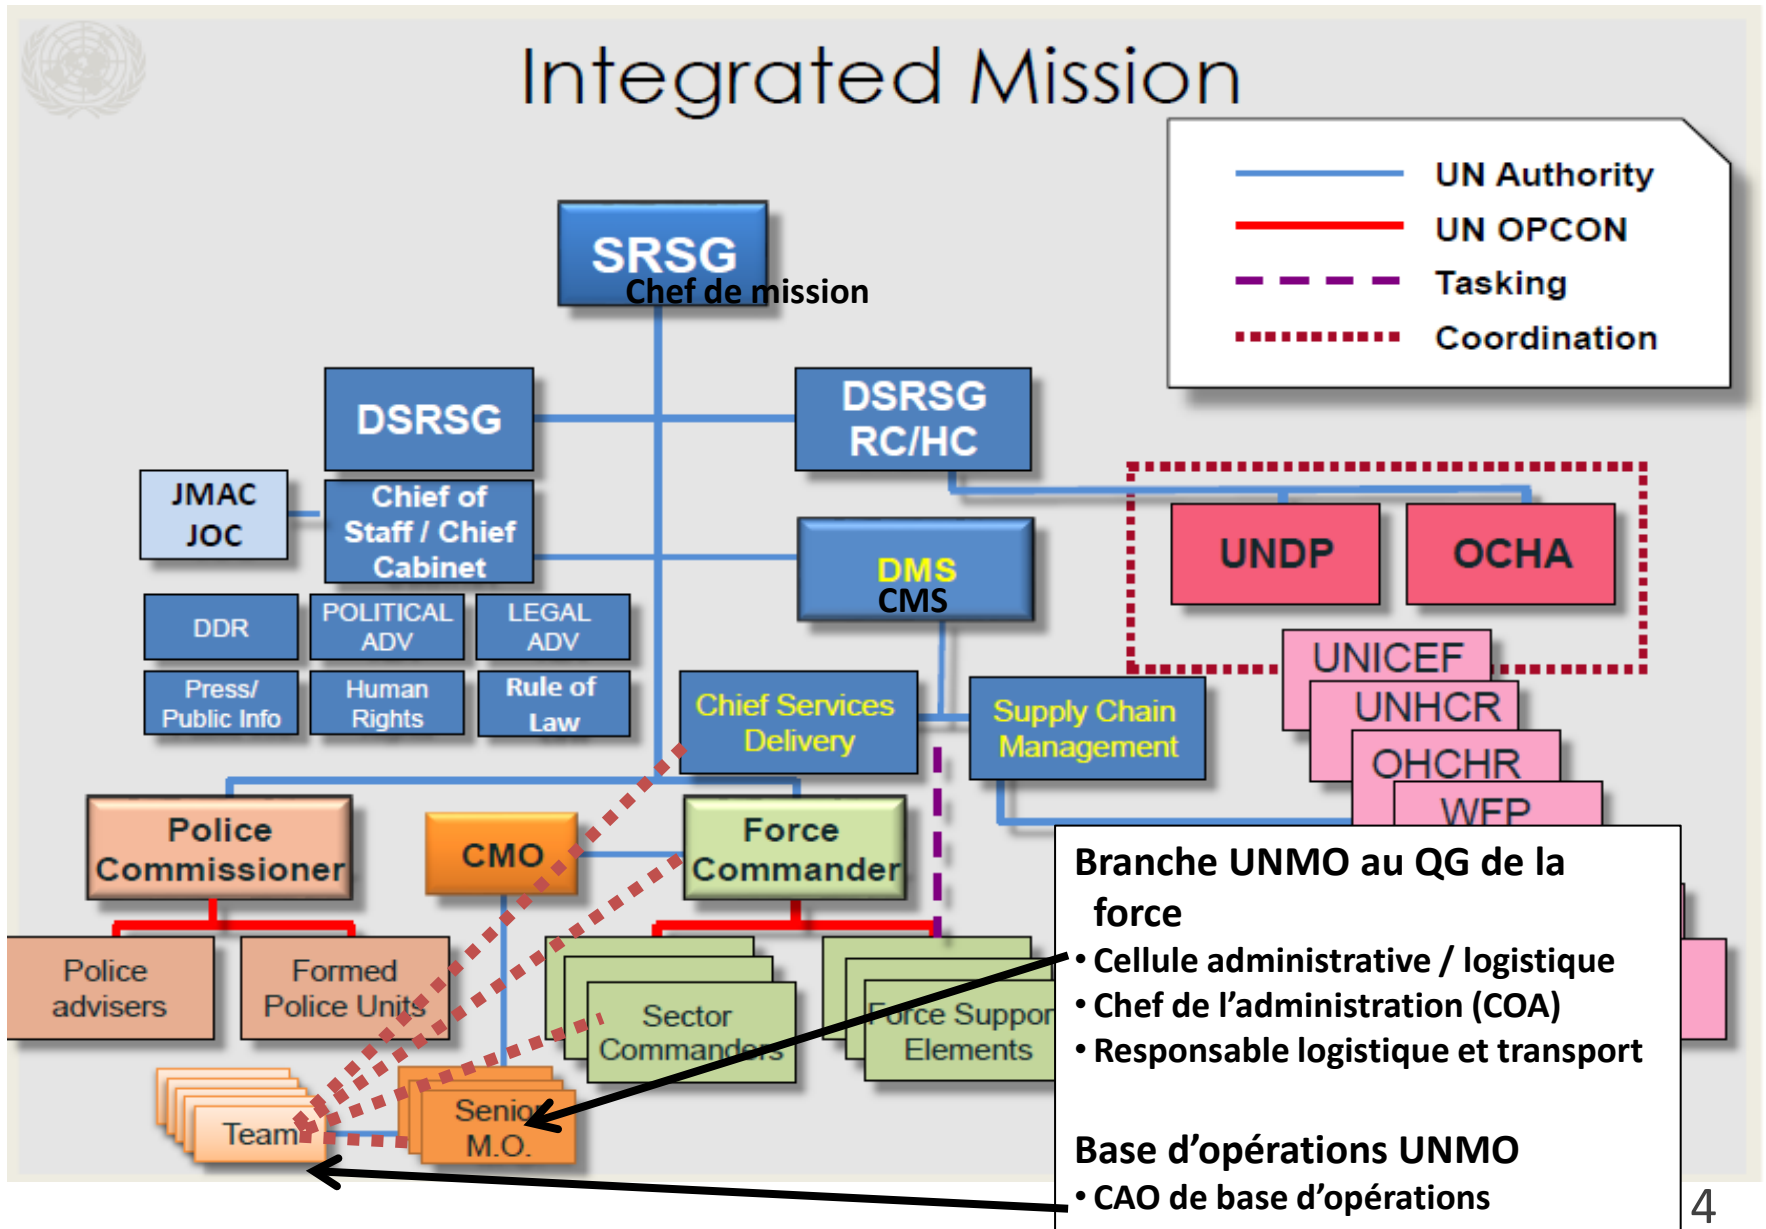 Integrated Mission
UN Authority
UN OPCON
Tasking
Coordination
SRSG
Chef de mission
DSRSG
DSRSG
RC/HC
JMAC
JOC
Chief of
Staff / Chief
Cabinet
DMS
CMS
UNDP
OCHA
DDR
POLITICAL
ADV
LEGAL
ADV
Press/
Public Info
Human
Rights
Rule of
Law
Chief Services
Delivery
Supply Chain
Management
UNICEF
UNHCR
OHCHR
WFP
Police
Commissioner
CMO
Force
Commander
Police
advisers
Formed
Police Units
Sector
Commanders
Force Suppor
Elements
Team
Senior
M.O.
Branche UNMO au QG de la
force
• Cellule administrative / logistique
• Chef de l’administration (COA)
• Responsable logistique et transport
Base d’opérations UNMO
• CAO de base d’opérations
4